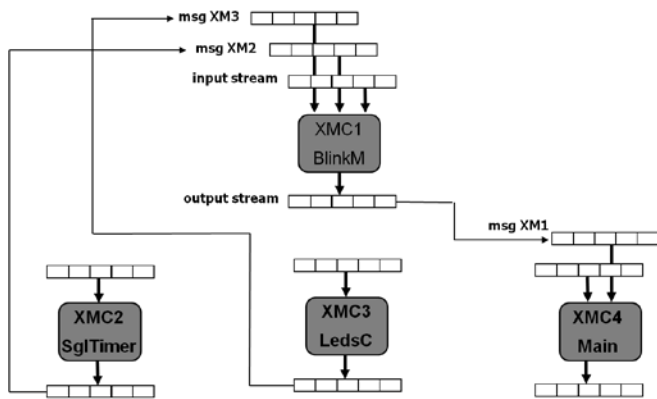 msg XM3
msg XM2
input stream
XMC1
BlinkM
output stream
msg XM1
XMC2
SglTimer
XMC3
LedsC
XMC4
Main